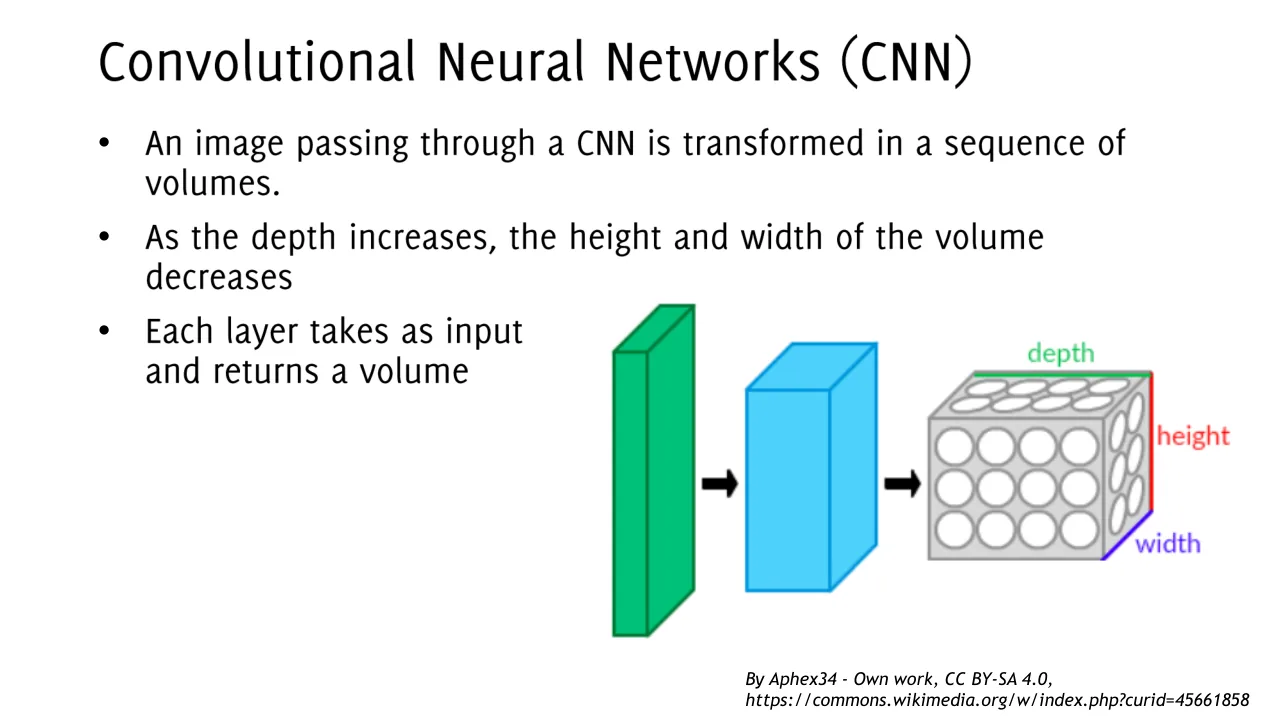 Convolutional Neural Networks (CNN)
• An image passing through a CNN is transformed in a sequence of
volumes.
• As the depth increases, the height and width of the volume
decreases
• Each layer takes as input
and returns a volume
depth
height
width
By Aphex34 - Own work, CC BY-SA 4.0,
https://commons.wikimedia.org/w/index.php?curid=45661858